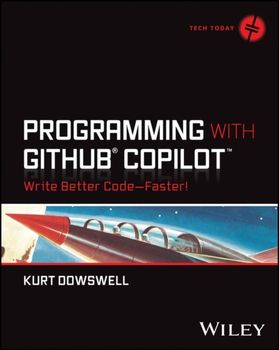 TECH TODAY
PROGRAMMING WITH
GITHUB® COPILOT™
Write Better Code—Faster!
KURT DOWSWELL
WILEY